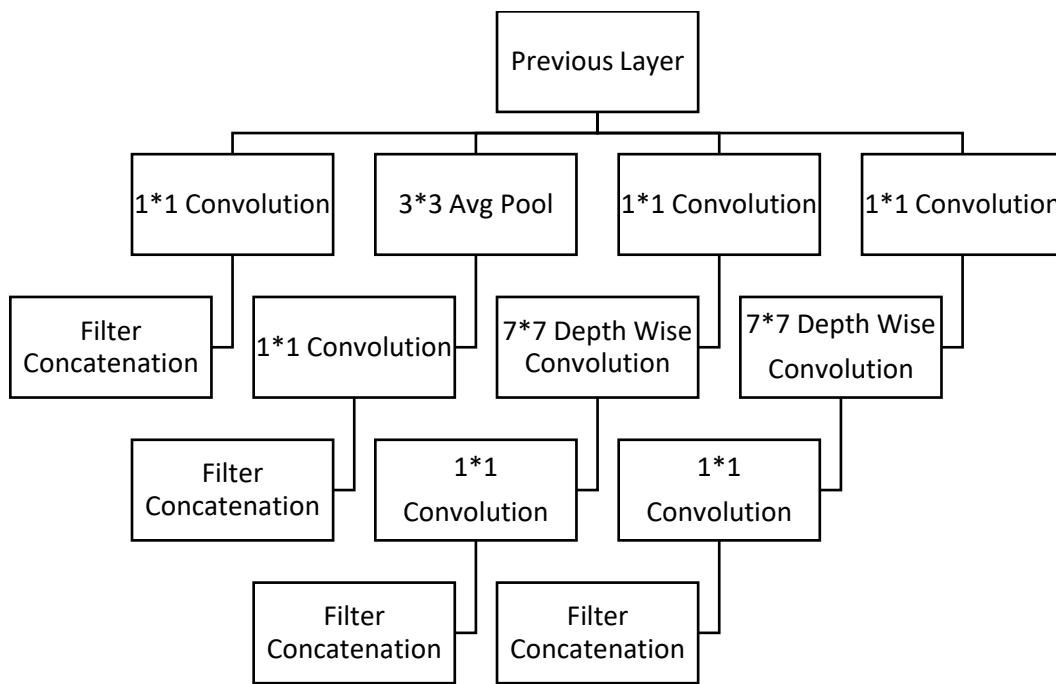 Previous Layer
1*1 Convolution
3*3 Avg Pool
1*1 Convolution
1*1 Convolution
Filter
Concatenation
1*1 Convolution
7*7 Depth Wise
Convolution
7*7 Depth Wise
Convolution
Filter
Concatenation
1*1
Convolution
1*1
Convolution
Filter
Concatenation
Filter
Concatenation